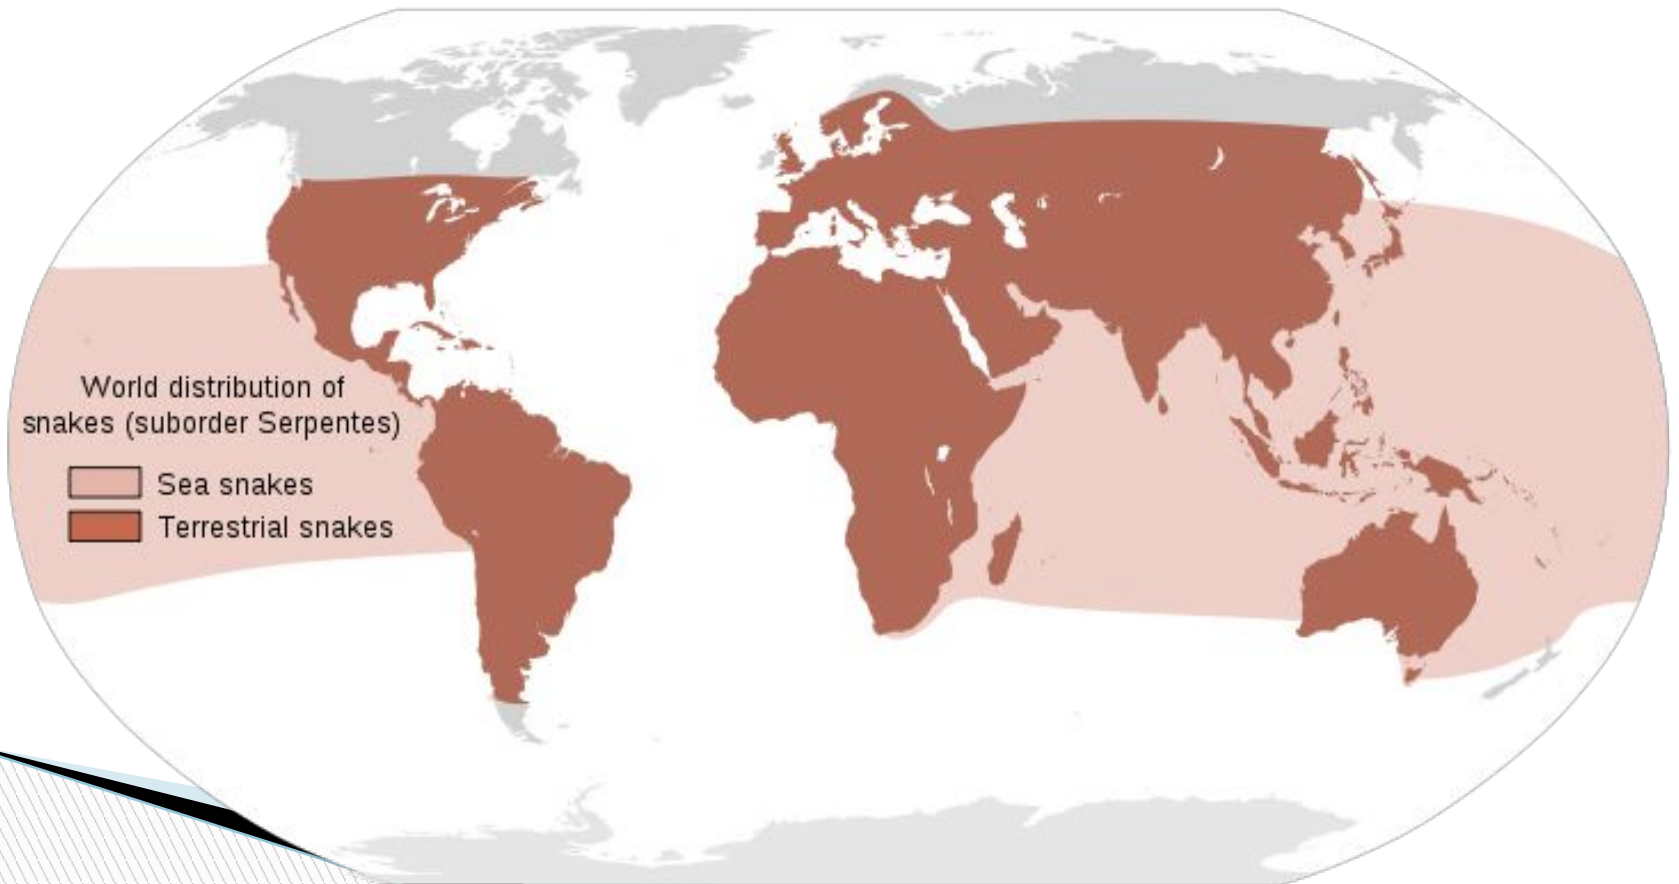 World distribution of
snakes (suborder Serpentes)
Sea snakes
Terrestrial snakes